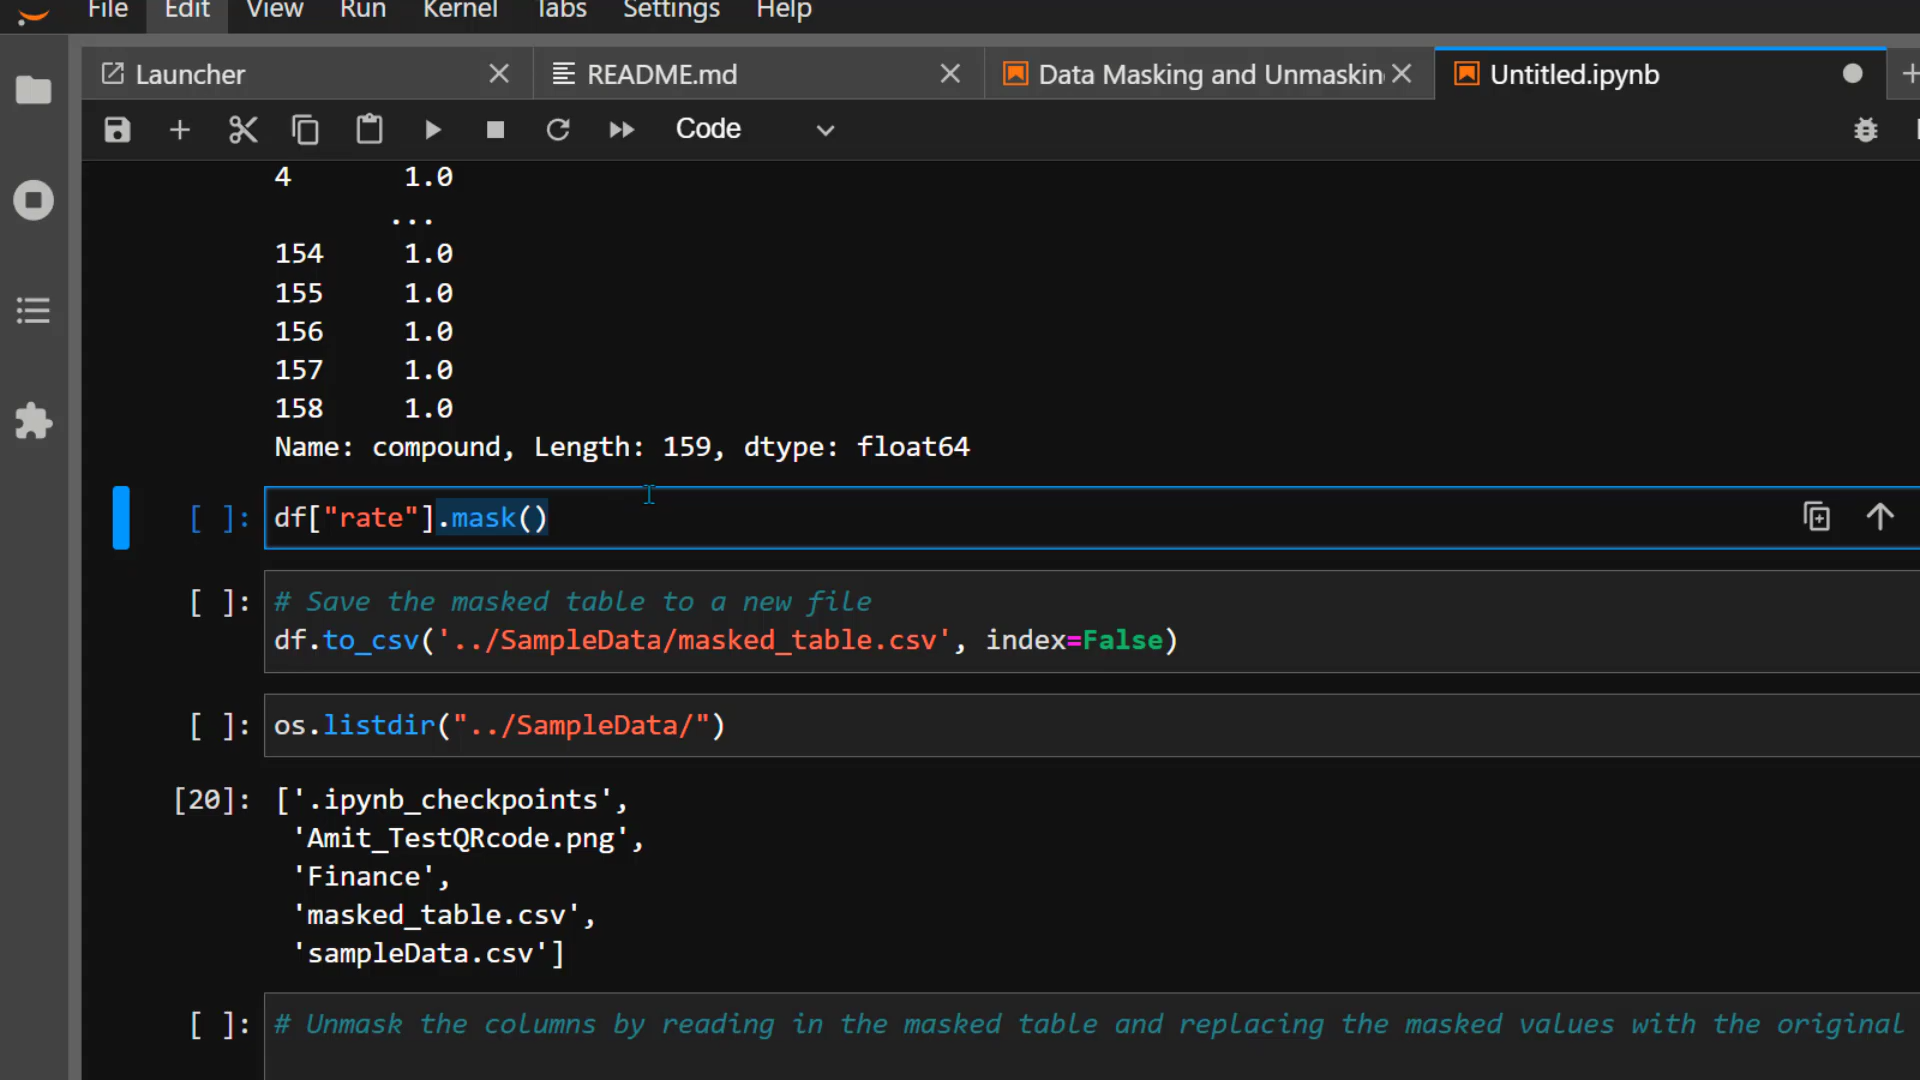 File Edit View Run Kernel Tabs Settings Help
Launcher README.md Data Masking and Unmaskin Untitled.ipynb
Code
4 1.0
...
154 1.0
155 1.0
156 1.0
157 1.0
158 1.0
Name: compound, Length: 159, dtype: float64
[ ]: df["rate"].mask()
[ ]: # Save the masked table to a new file
df.to_csv('../SampleData/masked_table.csv', index=False)
[ ]: os.listdir("../SampleData/")
[20]: ['.ipynb_checkpoints',
'Amit_TestQRcode.png',
'Finance',
'masked_table.csv',
'sampleData.csv']
[ ]: # Unmask the columns by reading in the masked table and replacing the masked values with the original